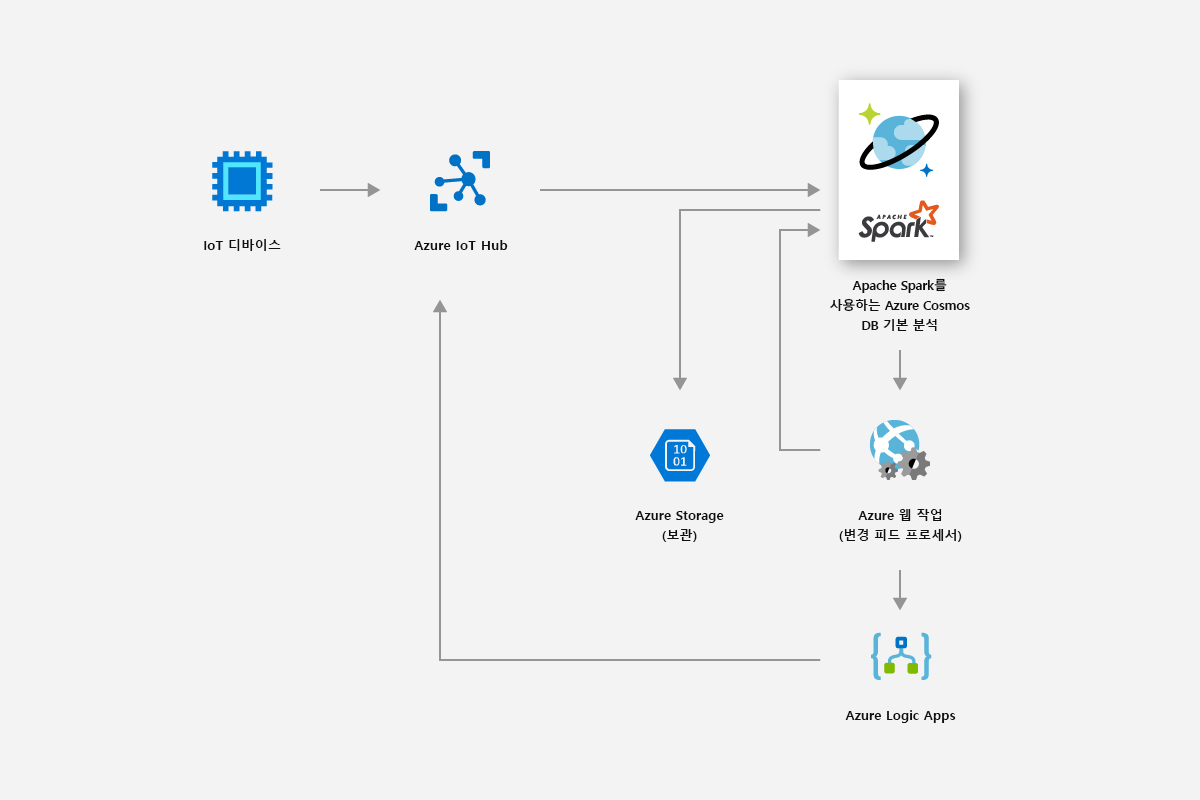 IoT 디바이스
Azure IoT Hub
APACHE
Spark™
Apache Spark를
사용하는 Azure Cosmos
DB 기본 분석
10
01
Azure Storage
(보관)
Azure 웹 작업
(변경 피드 프로세서)
Azure Logic Apps